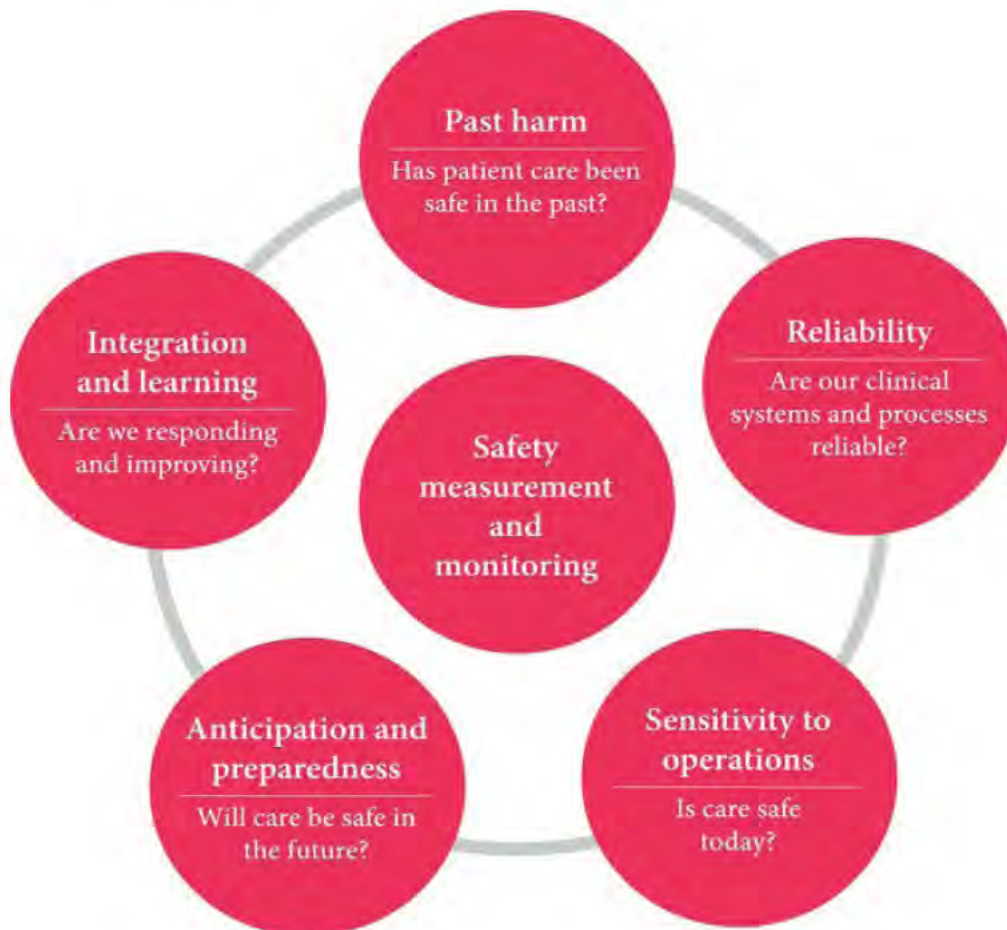 Past harm
Has patient care been
safe in the past?
Reliability
Are our clinical
systems and processes
reliable?
Sensitivity to
operations
Is care safe
today?
Anticipation and
preparedness
Will care be safe in
the future?
Integration
and learning
Are we responding
and improving?
Safety
measurement
and
monitoring